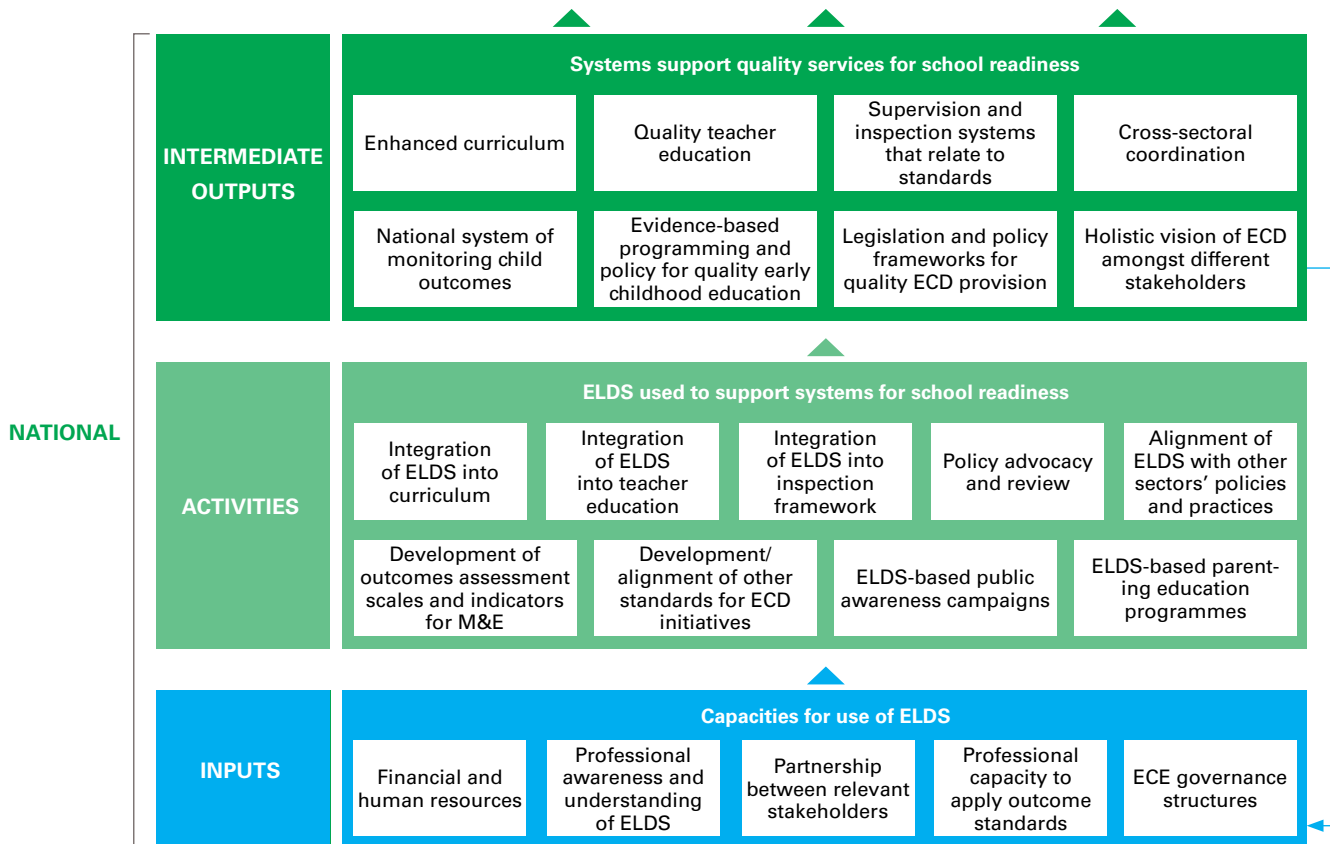 Systems support quality services for school readiness
INTERMEDIATE
OUTPUTS
Enhanced curriculum
Quality teacher
education
Supervision and
inspection systems
that relate to
standards
Cross-sectoral
coordination
National system of
monitoring child
outcomes
Evidence-based
programming and
policy for quality early
childhood education
Legislation and policy
frameworks for
quality ECD provision
Holistic vision of ECD
amongst different
stakeholders
NATIONAL
ELDS used to support systems for school readiness
ACTIVITIES
Integration
of ELDS into
curriculum
Integration
of ELDS
into teacher
education
Integration
of ELDS into
inspection
framework
Policy advocacy
and review
Alignment of
ELDS with other
sectors’ policies
and practices
Development of
outcomes assessment
scales and indicators
for M&E
Development/
alignment of other
standards for ECD
initiatives
ELDS-based public
awareness campaigns
ELDS-based parent-
ing education
programmes
Capacities for use of ELDS
INPUTS
Financial and
human resources
Professional
awareness and
understanding
of ELDS
Partnership
between relevant
stakeholders
Professional
capacity to
apply outcome
standards
ECE governance
structures